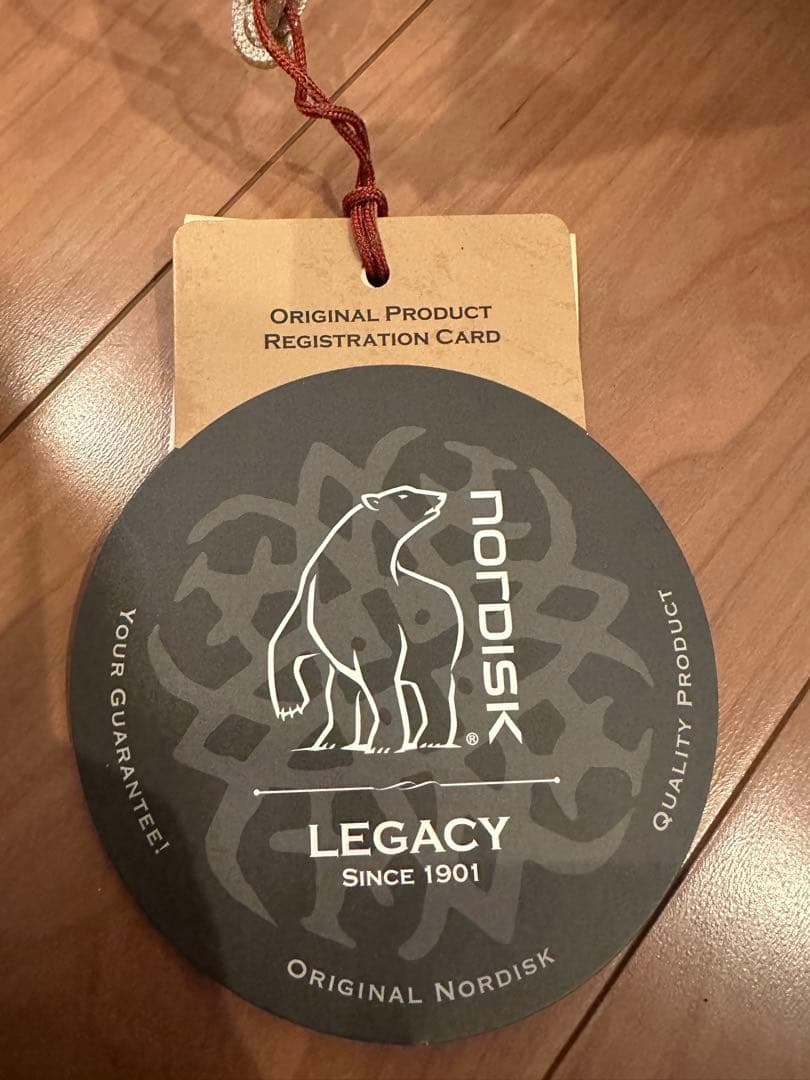 ORIGINAL PRODUCT
REGISTRATION CARD
nordisk
®
LEGACY
SINCE 1901
YOUR GUARANTEE!
QUALITY PRODUCT
ORIGINAL NORDISK